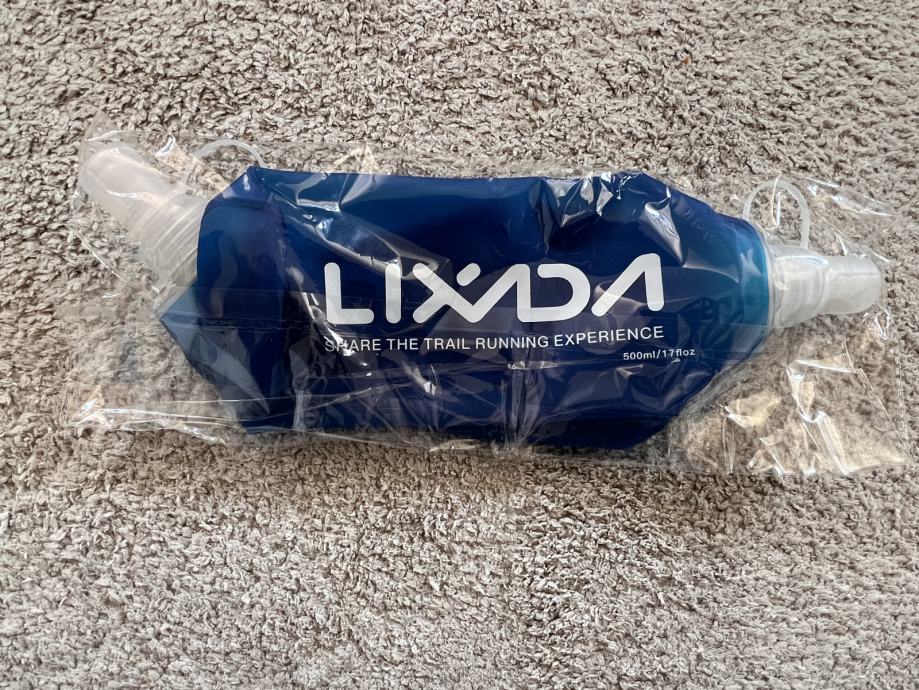 LIXADA
SHARE THE TRAIL RUNNING EXPERIENCE
500ml/17floz